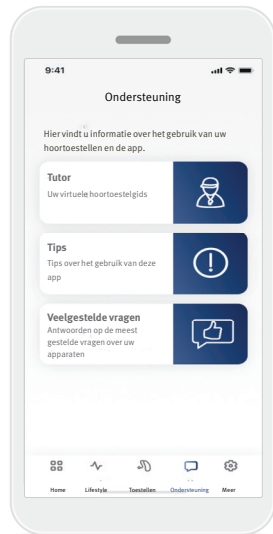 9:41
Ondersteuning
Hier vindt u informatie over het gebruik van uw
hoortoestellen en de app.
Tutor
Uw virtuele hoortoestelgids
Tips
Tips over het gebruik van deze
app
Veelgestelde vragen
Antwoorden op de meest
gestelde vragen over uw
apparaten
Home Lifestyle Toestellen Ondersteuning Meer